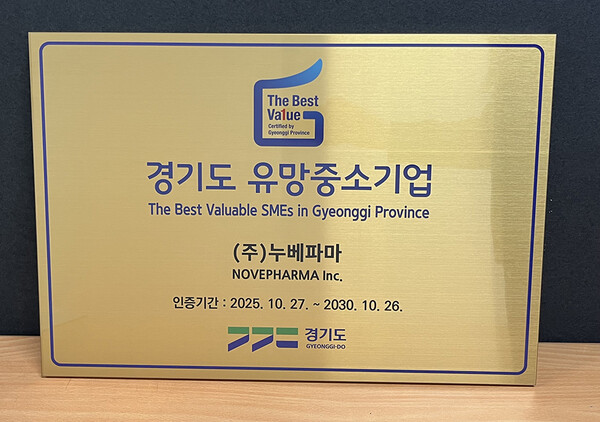 The Best
Va1ue
Certified by
Gyeonggi Province
경기도 유망중소기업
The Best Valuable SMEs in Gyeonggi Province
(주)누베파마
NOVEPHARMA Inc.
인증기간 : 2025. 10. 27. ~ 2030. 10. 26.
경기도
GYEONGGI-DO